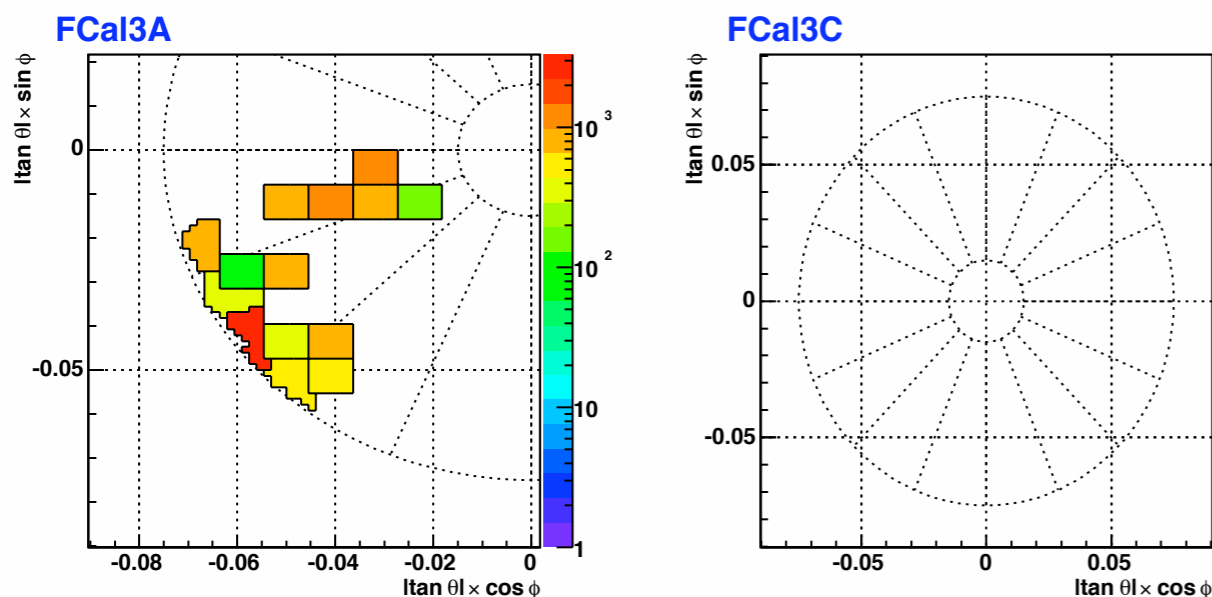 FCal3A
|tan θ| × sin ϕ
0
-0.05
-0.08 -0.06 -0.04 -0.02 0
|tan θ| × cos ϕ
10³
10²
10
1
FCal3C
|tan θ| × sin ϕ
0.05
0
-0.05
-0.05 0 0.05
|tan θ| × cos ϕ